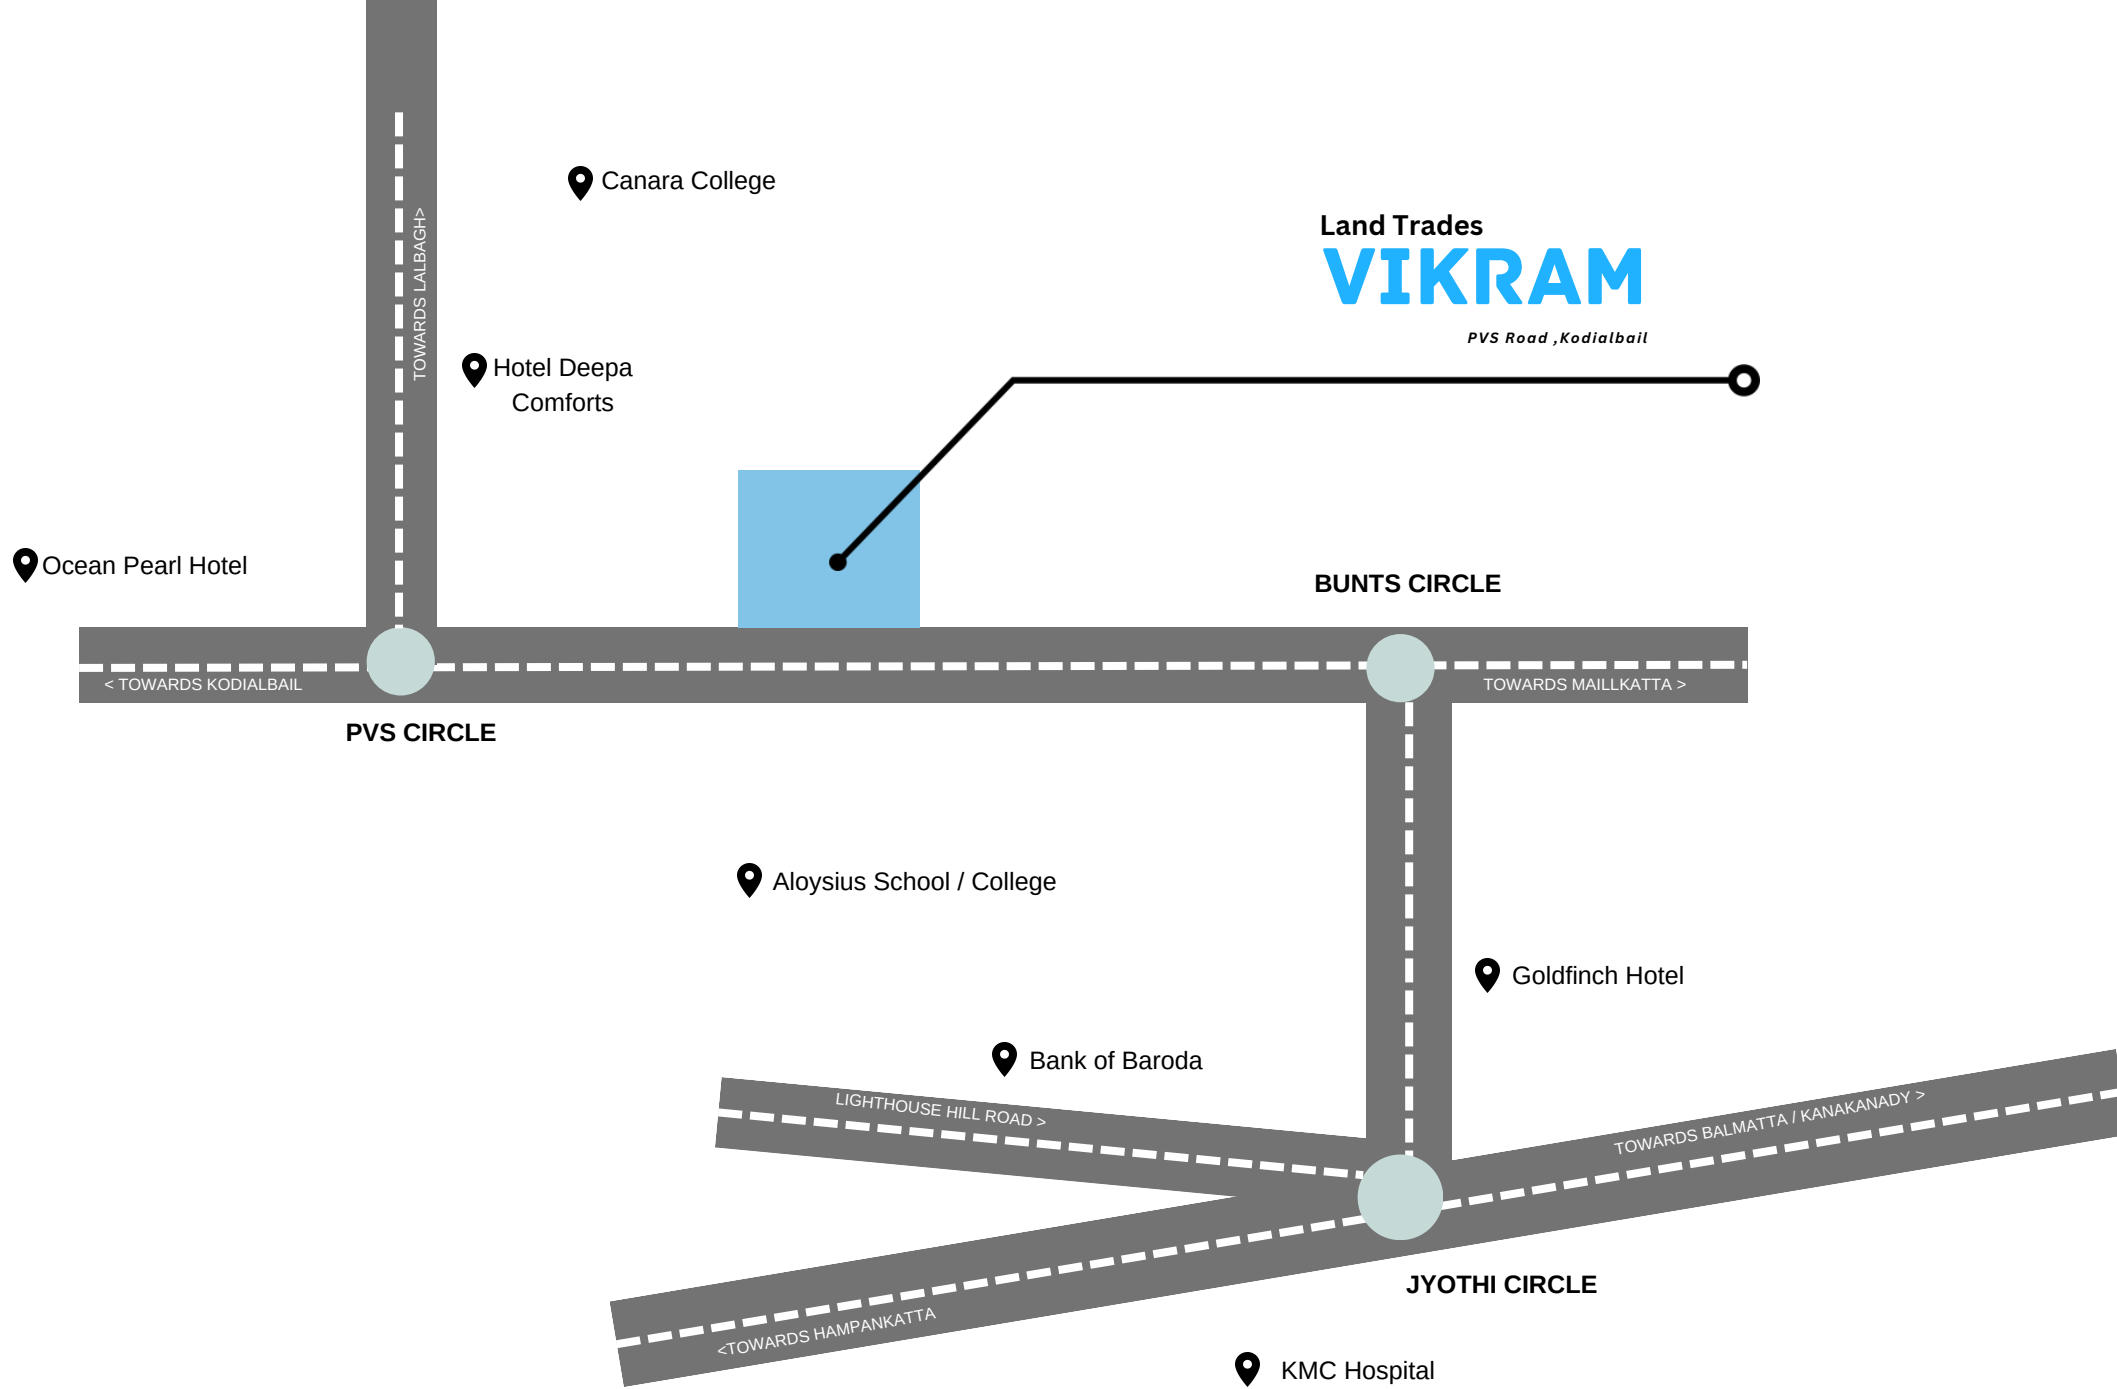 Canara College
TOWARDS LALBAGH>
Land Trades
VIKRAM
PVS Road ,Kodialbail
Hotel Deepa
Comforts
Ocean Pearl Hotel
BUNTS CIRCLE
< TOWARDS KODIALBAIL
TOWARDS MAILLKATTA >
PVS CIRCLE
Aloysius School / College
Goldfinch Hotel
Bank of Baroda
LIGHTHOUSE HILL ROAD >
TOWARDS BALMATTA / KANAKANADY >
JYOTHI CIRCLE
<TOWARDS HAMPANKATTA
KMC Hospital